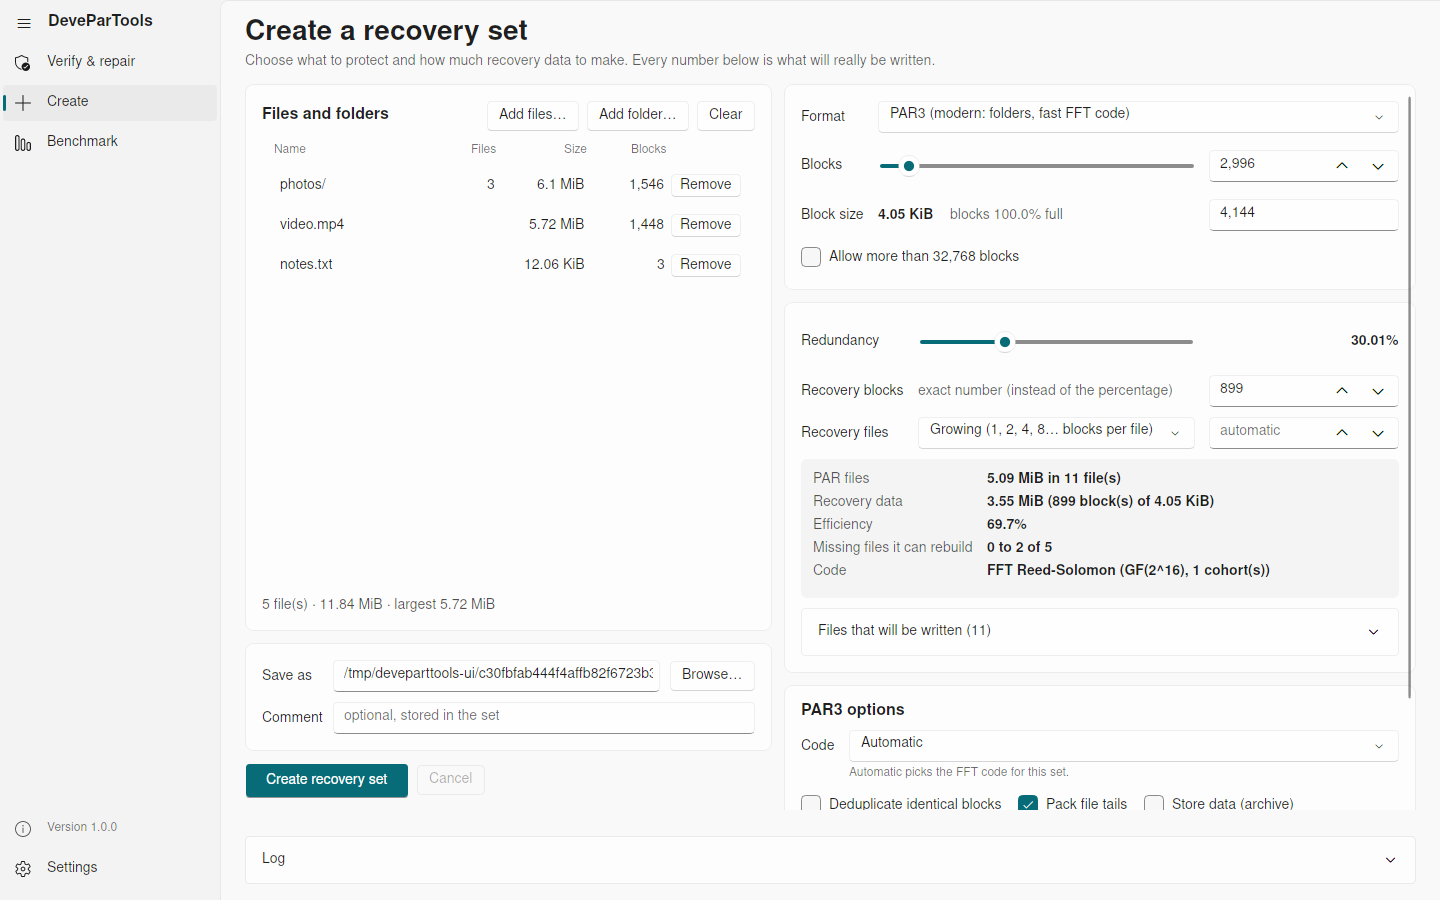 DeveParTools
Verify & repair
Create
Benchmark
Version 1.0.0
Settings
Create a recovery set
Choose what to protect and how much recovery data to make. Every number below is what will really be written.
Files and folders
Add files…
Add folder…
Clear
Name Files Size Blocks
photos/ 3 6.1 MiB 1,546 Remove
video.mp4 5.72 MiB 1,448 Remove
notes.txt 12.06 KiB 3 Remove
5 file(s) · 11.84 MiB · largest 5.72 MiB
Save as /tmp/deveparttools-ui/c30fbfab444f4affb82f6723b3 Browse…
Comment optional, stored in the set
Create recovery set
Cancel
Format PAR3 (modern: folders, fast FFT code)
Blocks 2,996
Block size 4.05 KiB blocks 100.0% full 4,144
Allow more than 32,768 blocks
Redundancy 30.01%
Recovery blocks exact number (instead of the percentage) 899
Recovery files Growing (1, 2, 4, 8… blocks per file) automatic
PAR files 5.09 MiB in 11 file(s)
Recovery data 3.55 MiB (899 block(s) of 4.05 KiB)
Efficiency 69.7%
Missing files it can rebuild 0 to 2 of 5
Code FFT Reed-Solomon (GF(2^16), 1 cohort(s))
Files that will be written (11)
PAR3 options
Code Automatic
Automatic picks the FFT code for this set.
Deduplicate identical blocks Pack file tails Store data (archive)
Log